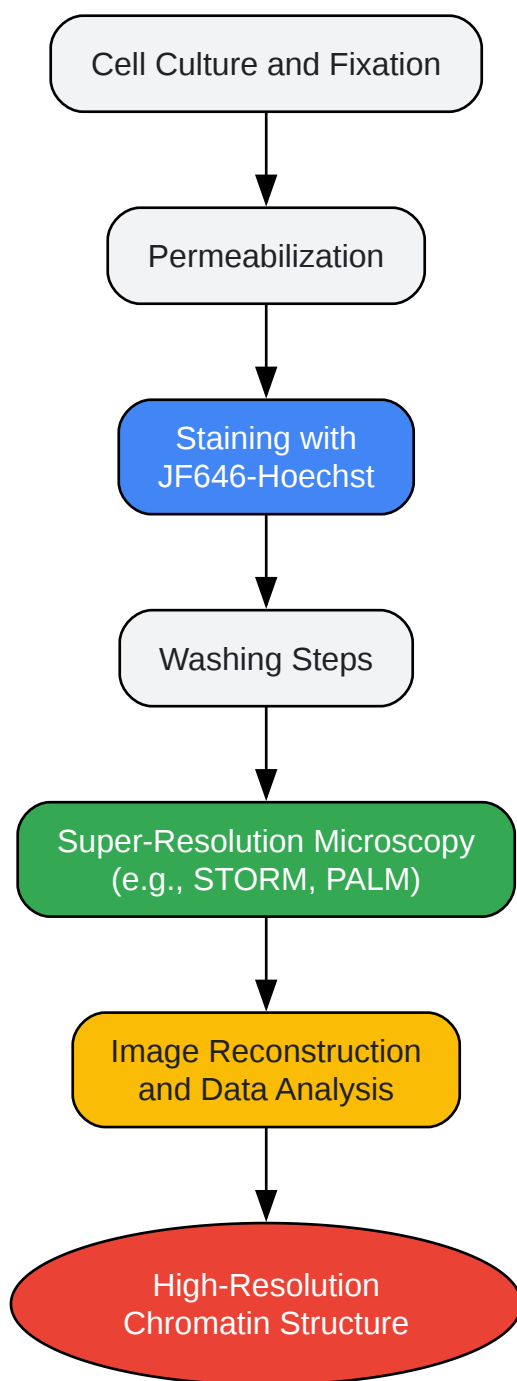 Cell Culture and Fixation
Permeabilization
Staining with
JF646-Hoechst
Washing Steps
Super-Resolution Microscopy
(e.g., STORM, PALM)
Image Reconstruction
and Data Analysis
High-Resolution
Chromatin Structure